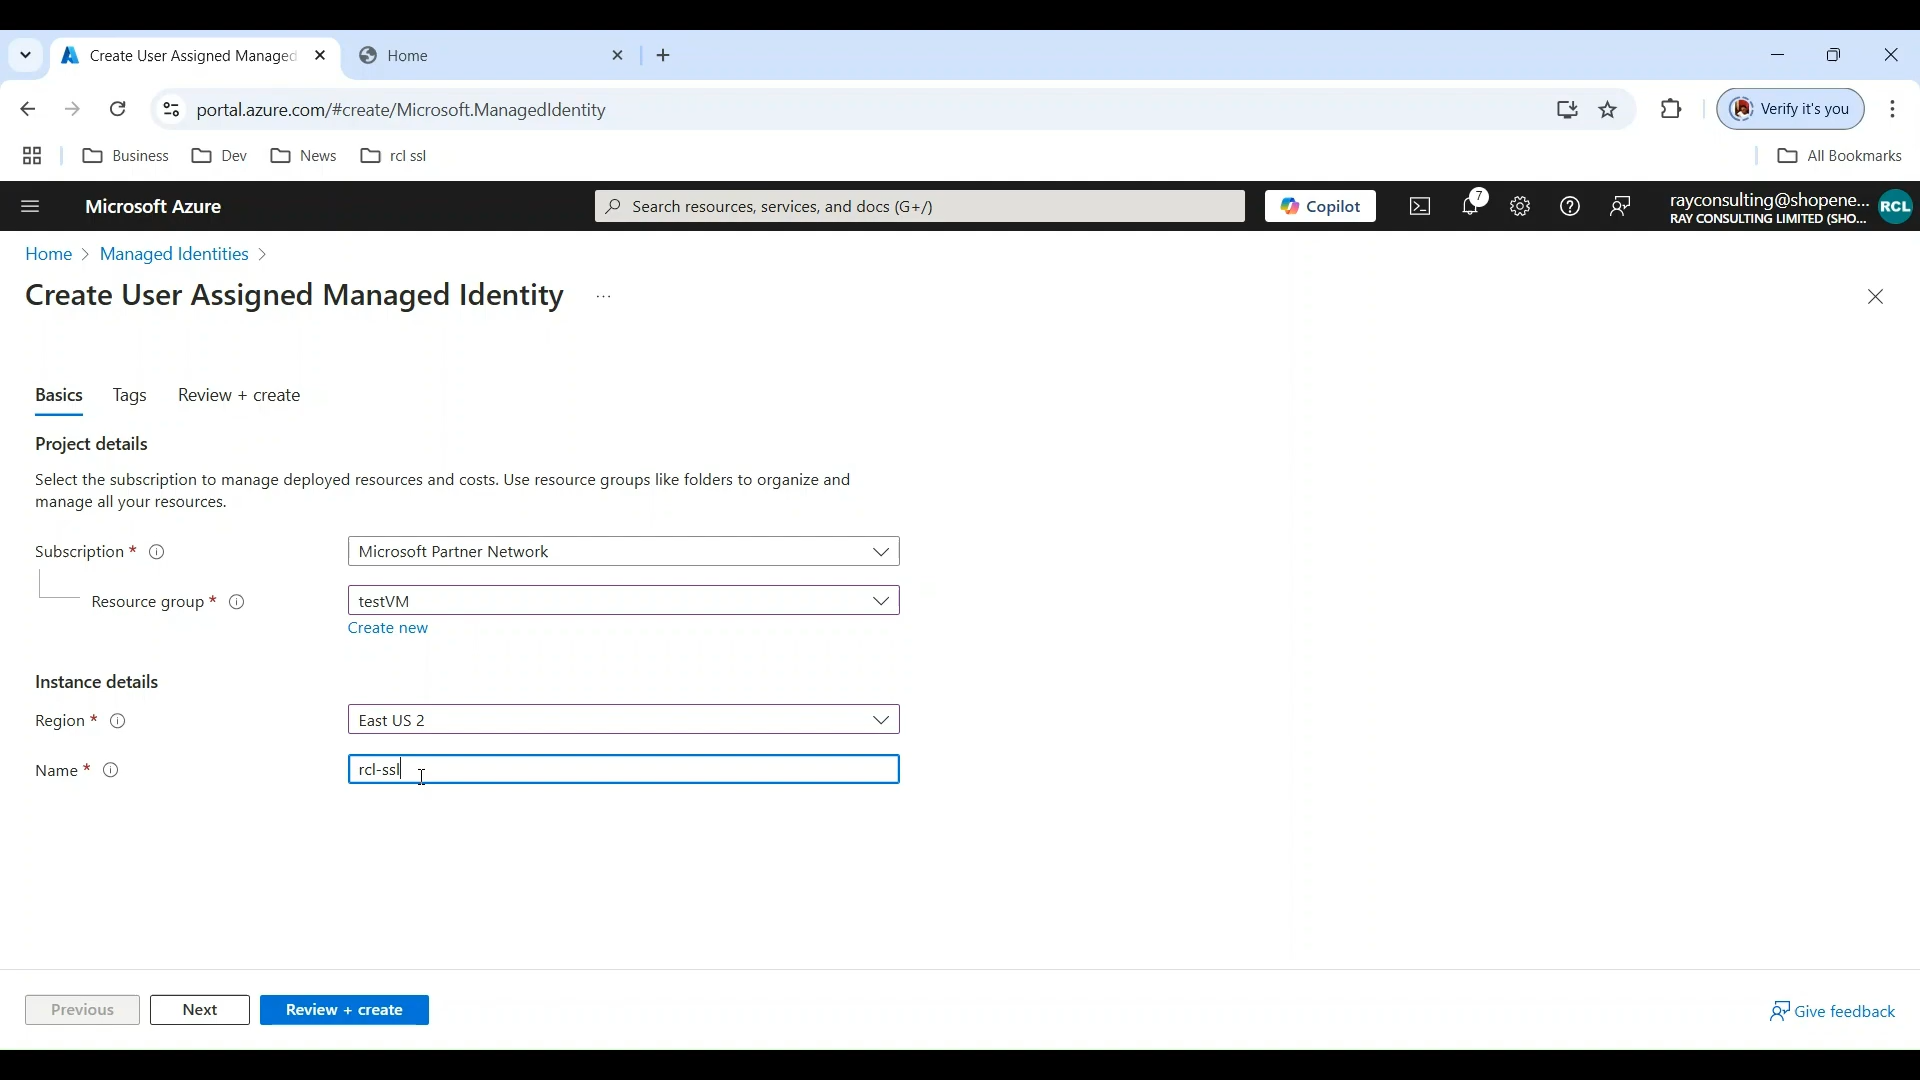 Create User Assigned Managed
Home
portal.azure.com/#create/Microsoft.ManagedIdentity
Verify it's you
Business
Dev
News
rcl ssl
All Bookmarks
Microsoft Azure
Search resources, services, and docs (G+/)
Copilot
7
rayconsulting@shopene...
RAY CONSULTING LIMITED (SHO...
RCL
Home > Managed Identities >
Create User Assigned Managed Identity ...
Basics
Tags
Review + create
Project details
Select the subscription to manage deployed resources and costs. Use resource groups like folders to organize and
manage all your resources.
Subscription *
Microsoft Partner Network
Resource group *
testVM
Create new
Instance details
Region *
East US 2
Name *
rcl-ssl
Previous
Next
Review + create
Give feedback